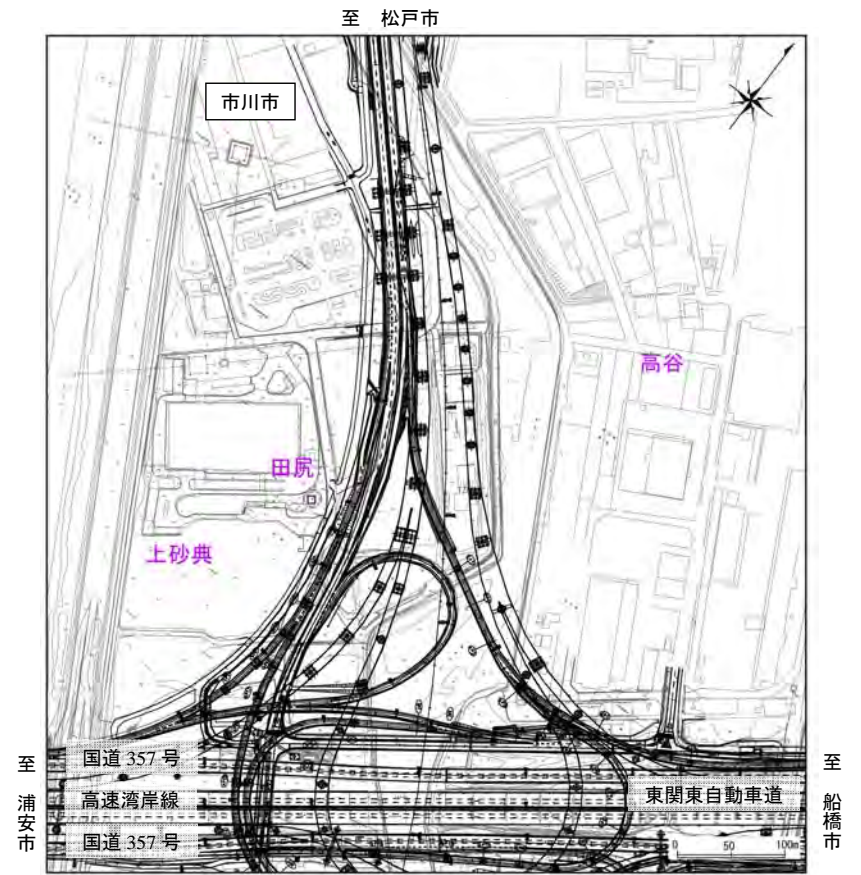 至 松戸市
市川市
高谷
田尻
上砂典
国道 357 号
高速湾岸線
国道 357 号
東関東自動車道
至 浦安市
至 船橋市
0 50 100m